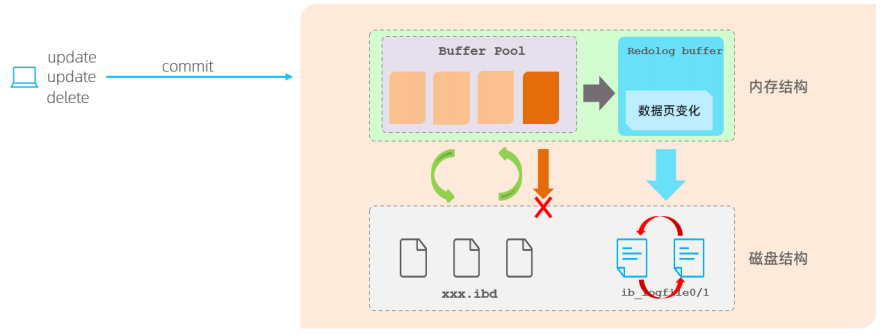 update
update
delete
commit
Buffer Pool
Redolog buffer
数据页变化
内存结构
xxx.ibd
ib_logfile0/1
磁盘结构